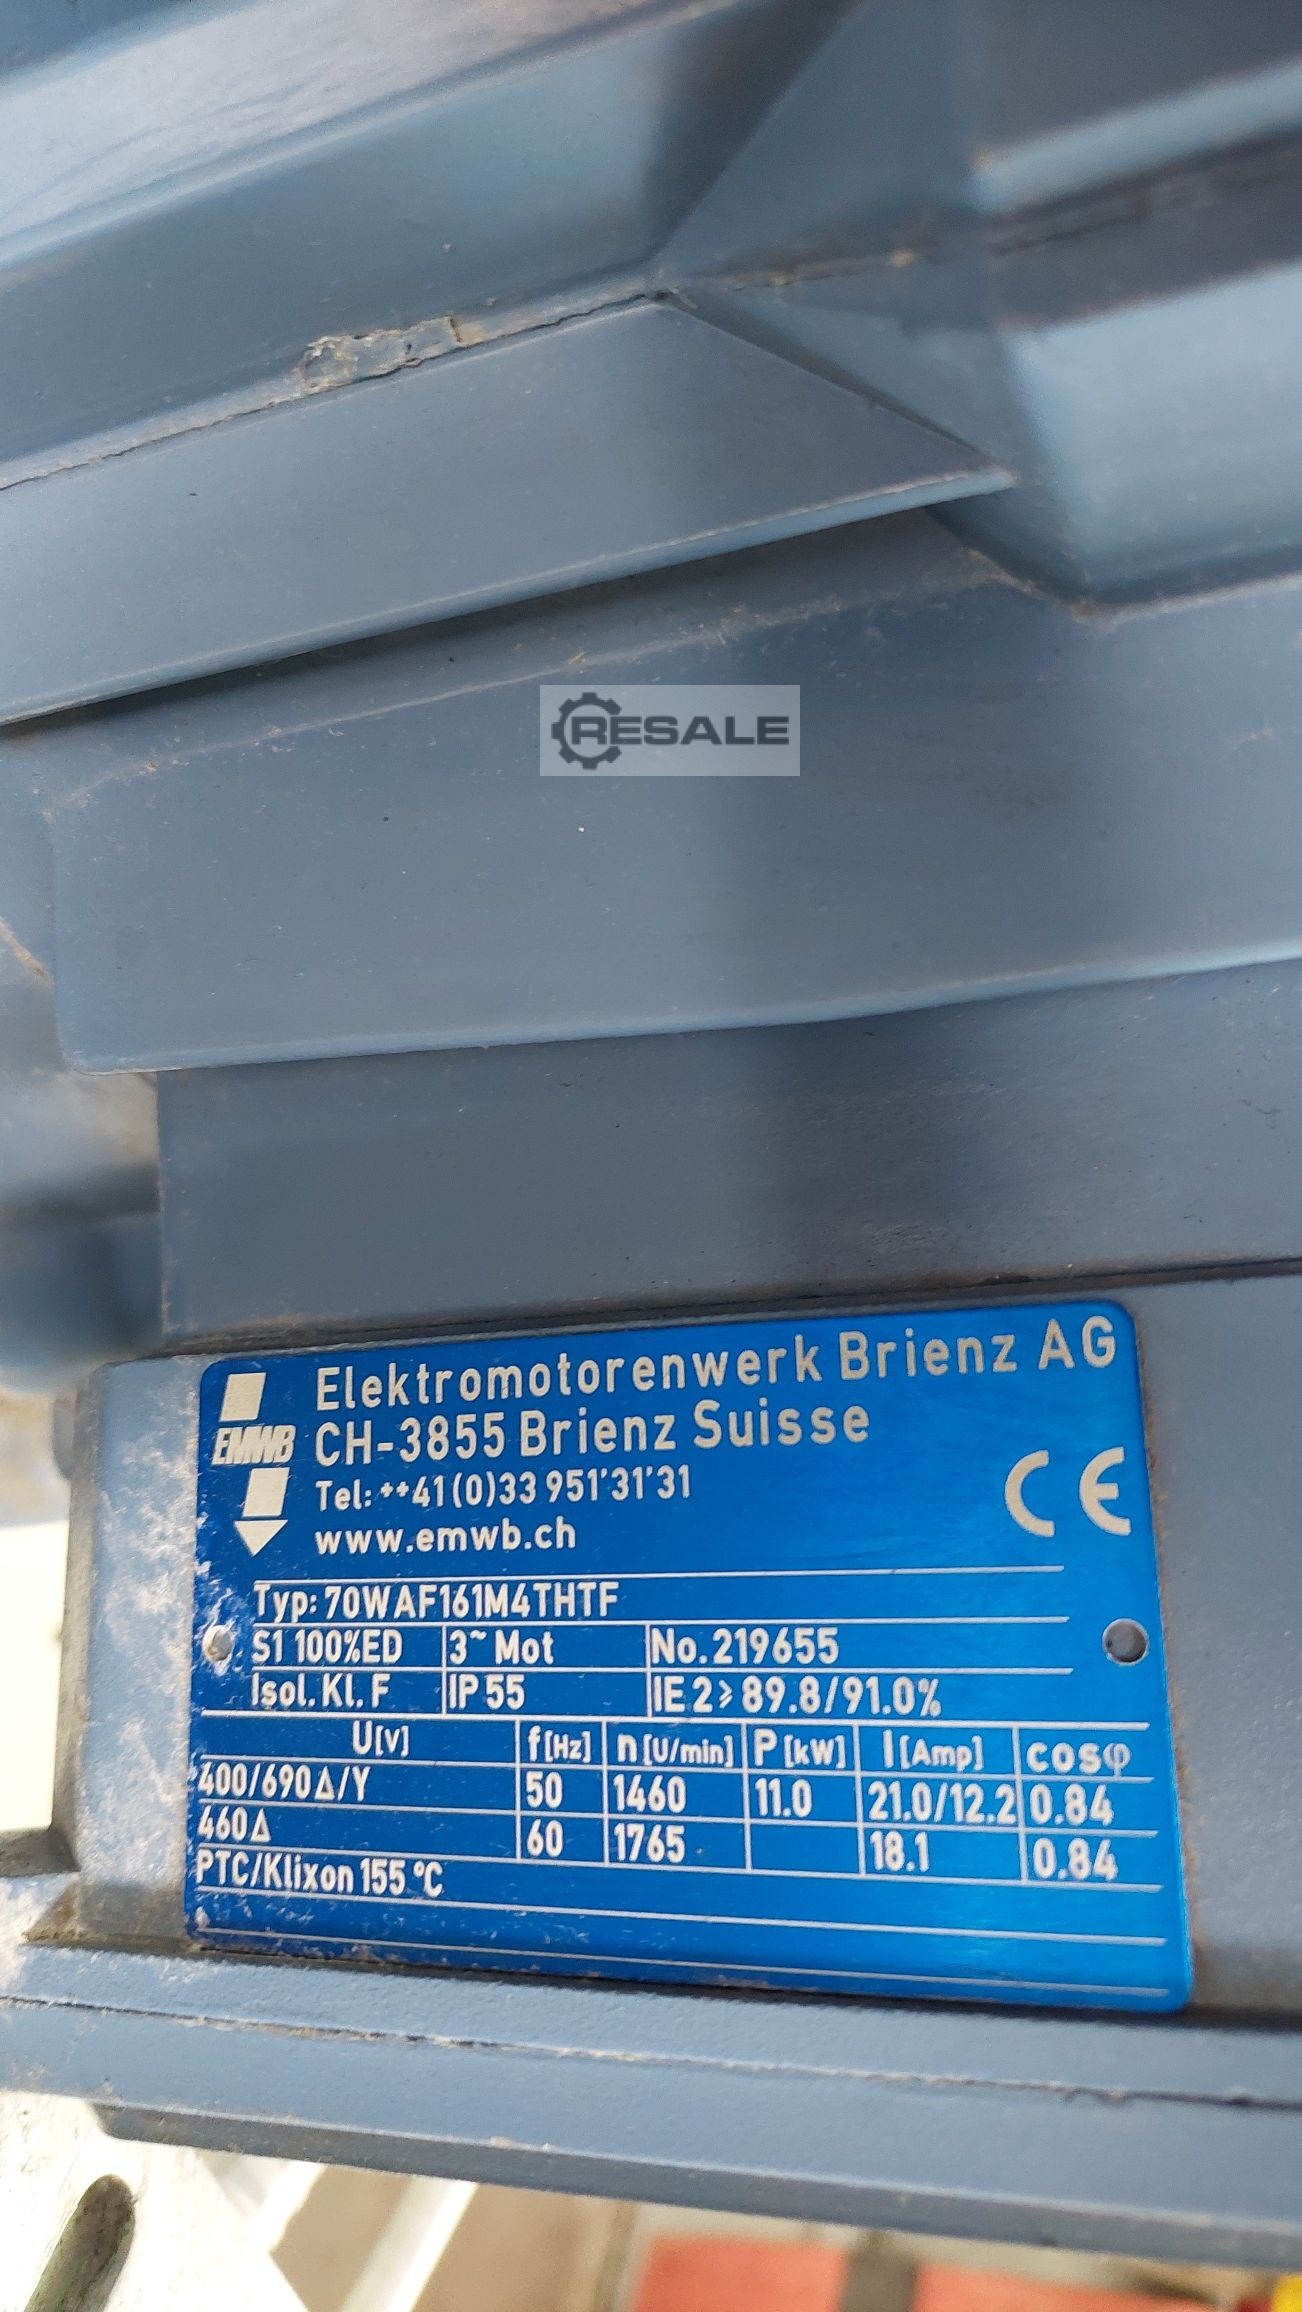 RESALE
Elektromotorenwerk Brienz AG
EMWB
CH-3855 Brienz Suisse
Tel: **41(0)33 951'31'31
www.emwb.ch
CE
Typ: 70WAF161M4THTF
S1 100%ED 3~ Mot No. 219655
Isol. Kl. F IP 55 IE 2 ≥ 89.8/91.0%
U[V] f[Hz] n[U/min] P[kW] I[Amp] cosφ
400/690Δ/Y 50 1460 11.0 21.0/12.2 0.84
460Δ 60 1765 18.1 0.84
PTC/Klixon 155 °C